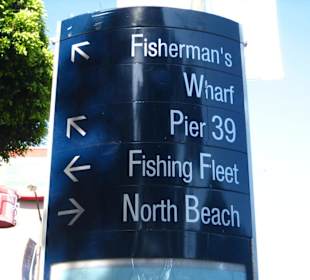 Fisherman's
Wharf
Pier 39
Fishing Fleet
North Beach